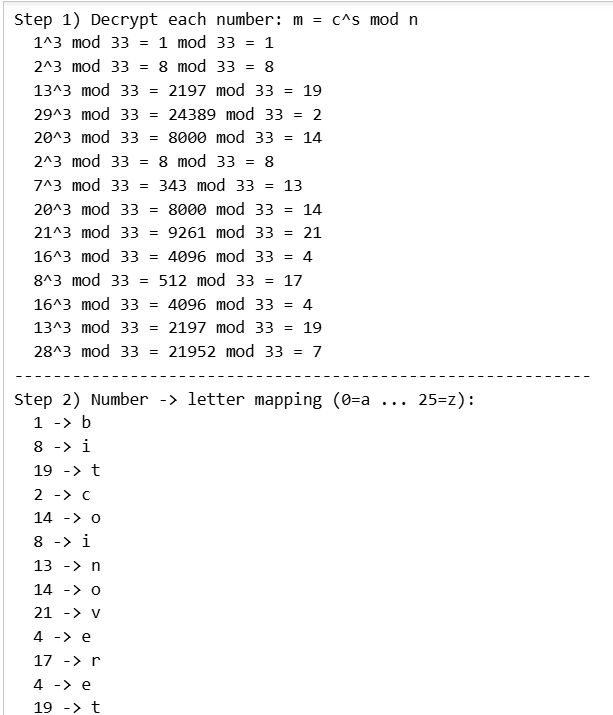 Step 1) Decrypt each number: m = c^s mod n
1^3 mod 33 = 1 mod 33 = 1
2^3 mod 33 = 8 mod 33 = 8
13^3 mod 33 = 2197 mod 33 = 19
29^3 mod 33 = 24389 mod 33 = 2
20^3 mod 33 = 8000 mod 33 = 14
2^3 mod 33 = 8 mod 33 = 8
7^3 mod 33 = 343 mod 33 = 13
20^3 mod 33 = 8000 mod 33 = 14
21^3 mod 33 = 9261 mod 33 = 21
16^3 mod 33 = 4096 mod 33 = 4
8^3 mod 33 = 512 mod 33 = 17
16^3 mod 33 = 4096 mod 33 = 4
13^3 mod 33 = 2197 mod 33 = 19
28^3 mod 33 = 21952 mod 33 = 7
------------------------------------------------------------
Step 2) Number -> letter mapping (0=a ... 25=z):
1 -> b
8 -> i
19 -> t
2 -> c
14 -> o
8 -> i
13 -> n
14 -> o
21 -> v
4 -> e
17 -> r
4 -> e
19 -> t